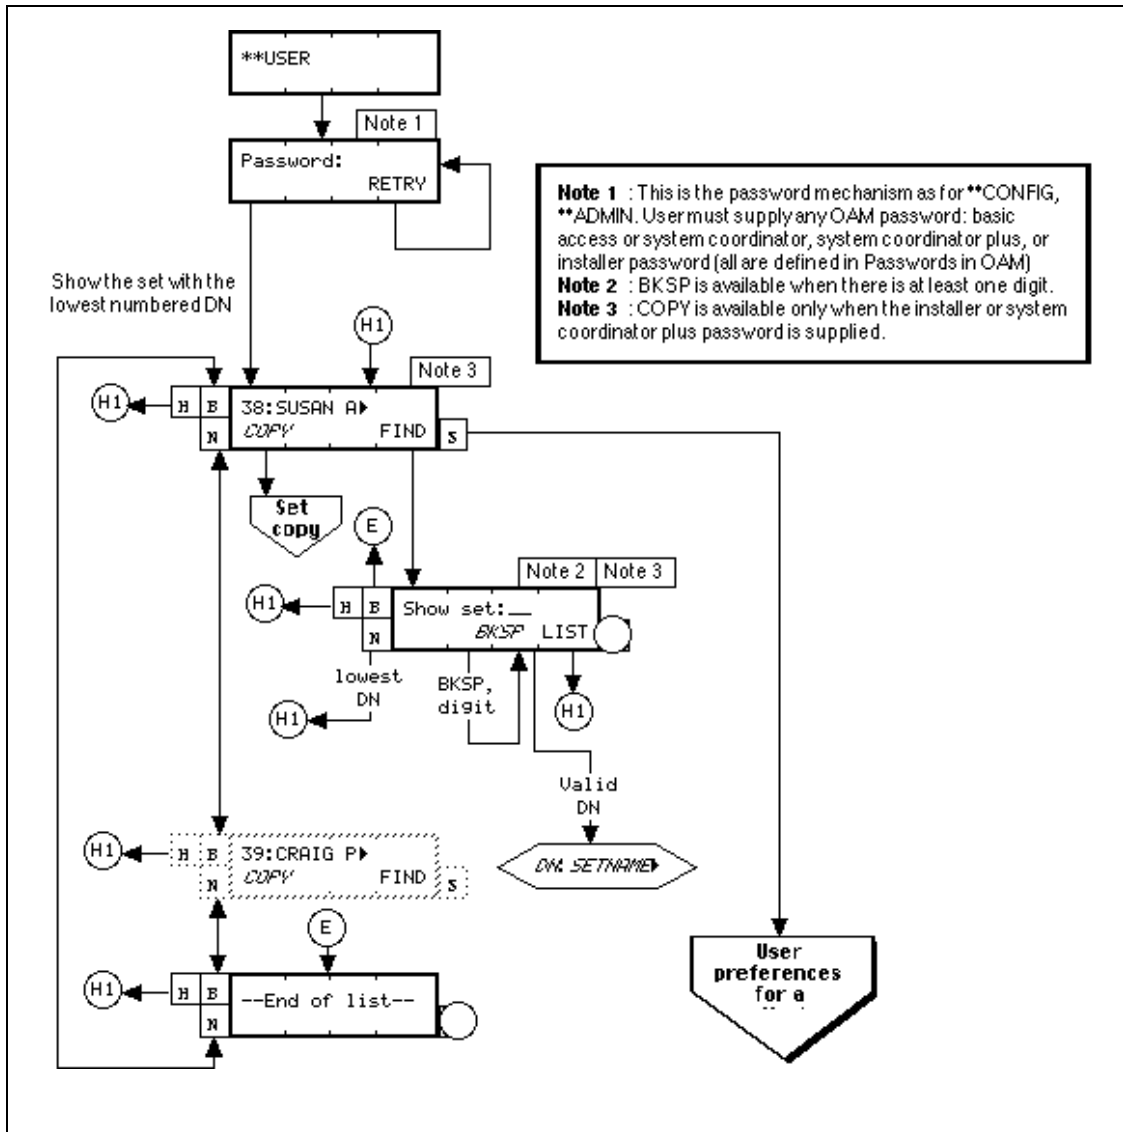 **USER
Note 1
Password:
RETRY
Note 1 : This is the password mechanism as for **CONFIG,
**ADMIN. User must supply any OAM password: basic
access or system coordinator, system coordinator plus, or
installer password (all are defined in Passwords in OAM)
Note 2 : BKSP is available when there is at least one digit.
Note 3 : COPY is available only when the installer or system
coordinator plus password is supplied.
Show the set with the
lowest numbered DN
H1
Note 3
H1
H B
N
38:SUSAN A
COPY FIND
S
Set
copy
E
Note 2 Note 3
H1
H B
N
Show set:__
BKSP LIST
lowest
DN
H1
BKSP,
digit
H1
Valid
DN
DN. SETNAME
H1
H B
N
39:CRAIG P
COPY FIND
S
E
H1
H B
N
--End of list--
User
preferences
for a